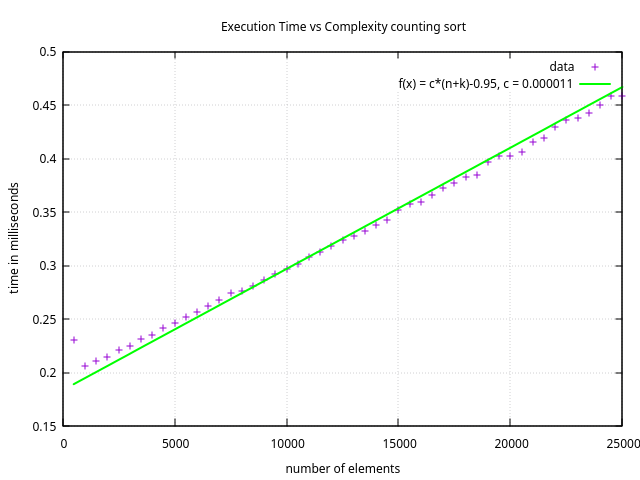 Execution Time vs Complexity counting sort
data
f(x) = c*(n+k)-0.95, c = 0.000011
time in milliseconds
0.5
0.45
0.4
0.35
0.3
0.25
0.2
0.15
0 5000 10000 15000 20000 25000
number of elements